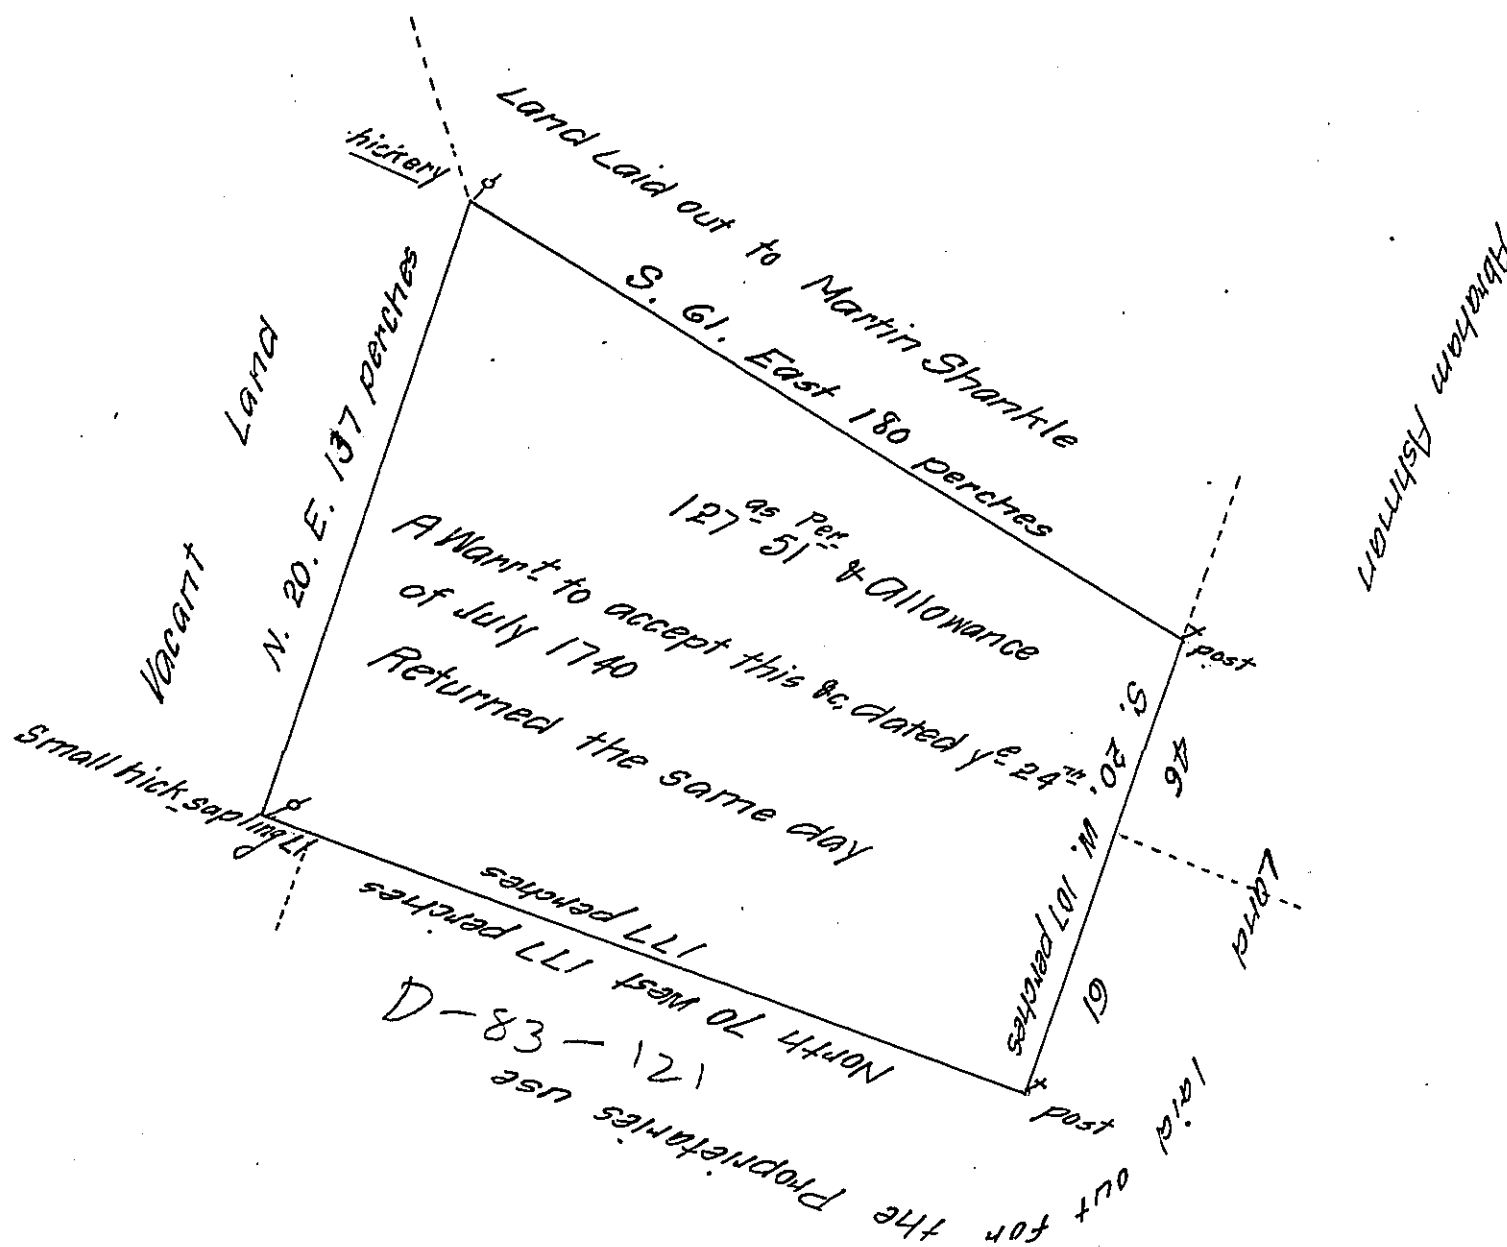 hickery
Land Laid out to Martin Shankle
S. 61. East 180 perches
Abraham Ashman
Vacant Land
N. 20. E. 137 perches
as Per
127 51 & Allowance
A Warrt to accept this &c, dated ye 24th
of July 1740
Returned the same day
post
S. 20. W. 107 perches
46
61
Small hick sapling
177 perches
North 70 West 177 perches
D-83-121
post
Land laid out for the Proprietaries use